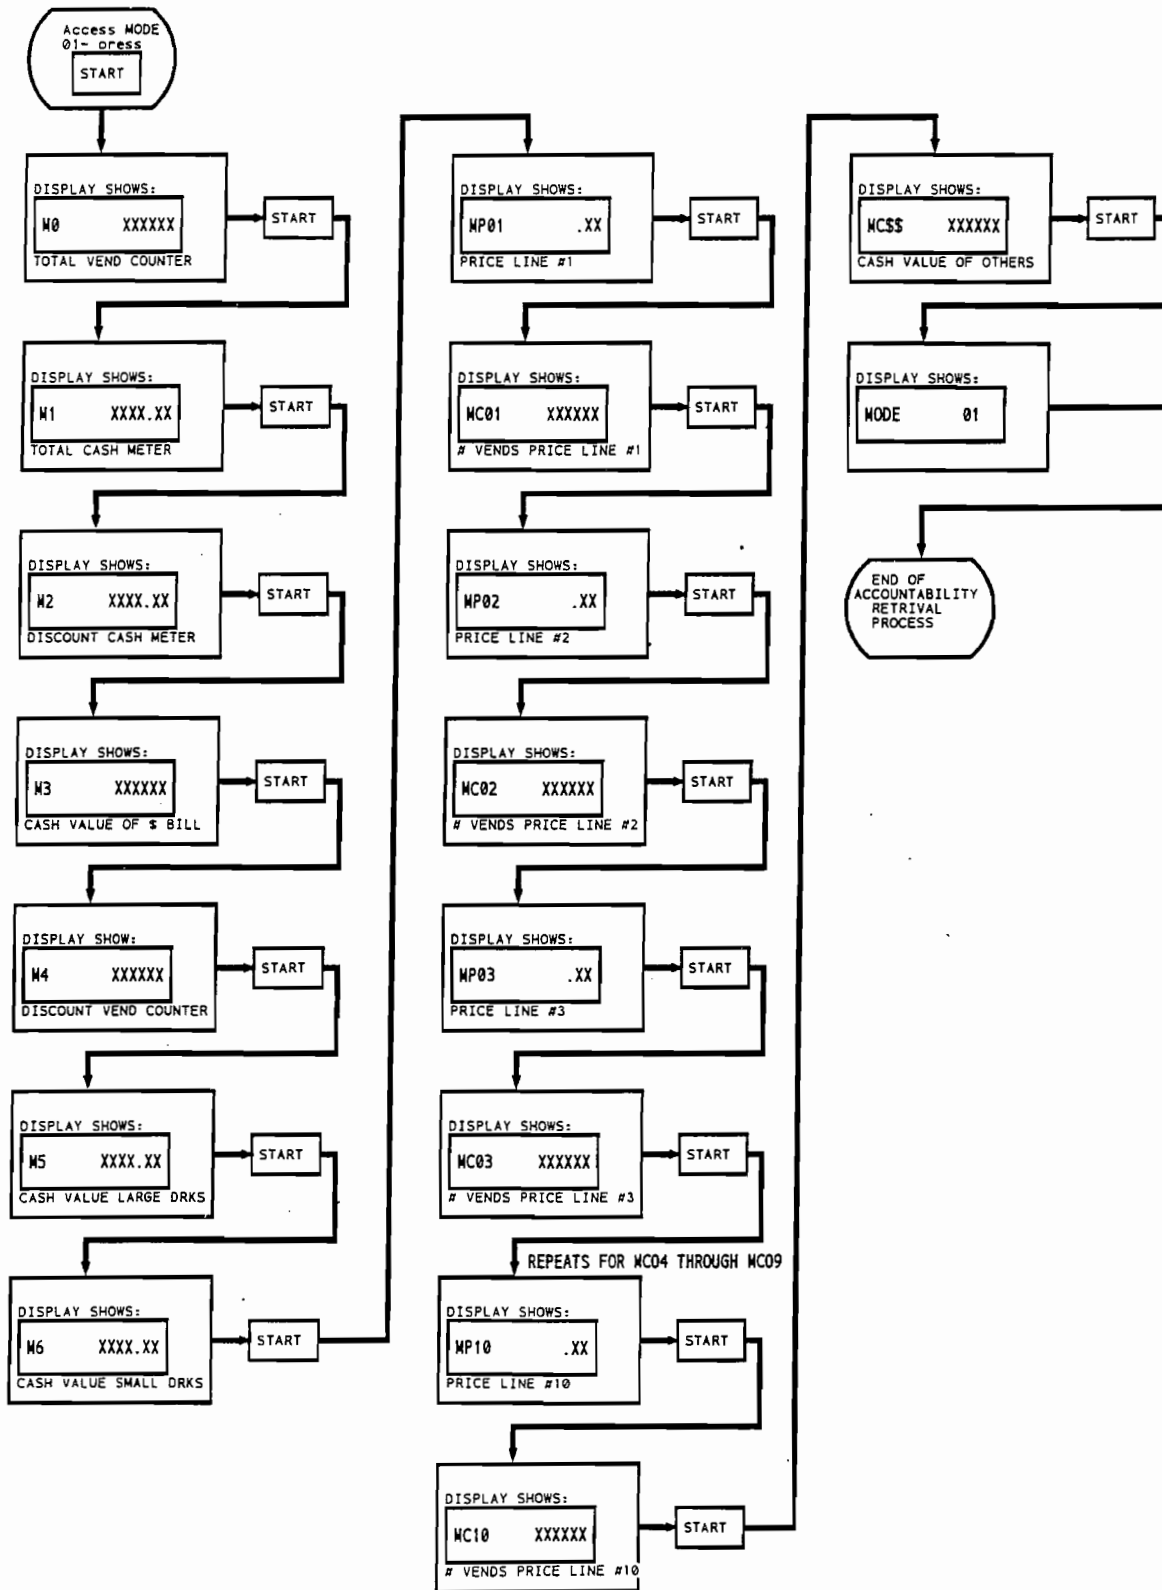 Access MODE
01- press
START
DISPLAY SHOWS:
M0 XXXXXX
TOTAL VEND COUNTER
START
DISPLAY SHOWS:
M1 XXXX.XX
TOTAL CASH METER
START
DISPLAY SHOWS:
M2 XXXX.XX
DISCOUNT CASH METER
START
DISPLAY SHOWS:
M3 XXXXXX
CASH VALUE OF $ BILL
START
DISPLAY SHOW:
M4 XXXXXX
DISCOUNT VEND COUNTER
START
DISPLAY SHOWS:
M5 XXXX.XX
CASH VALUE LARGE DRKS
START
DISPLAY SHOWS:
M6 XXXX.XX
CASH VALUE SMALL DRKS
START
DISPLAY SHOWS:
MP01 .XX
PRICE LINE #1
START
DISPLAY SHOWS:
MC01 XXXXXX
# VENDS PRICE LINE #1
START
DISPLAY SHOWS:
MP02 .XX
PRICE LINE #2
START
DISPLAY SHOWS:
MC02 XXXXXX
# VENDS PRICE LINE #2
START
DISPLAY SHOWS:
MP03 .XX
PRICE LINE #3
START
DISPLAY SHOWS:
MC03 XXXXXX
# VENDS PRICE LINE #3
START
REPEATS FOR MC04 THROUGH MC09
DISPLAY SHOWS:
MP10 .XX
PRICE LINE #10
START
DISPLAY SHOWS:
MC10 XXXXXX
# VENDS PRICE LINE #10
START
DISPLAY SHOWS:
MC$$ XXXXXX
CASH VALUE OF OTHERS
START
DISPLAY SHOWS:
MODE 01
END OF
ACCOUNTABILITY
RETRIVAL
PROCESS